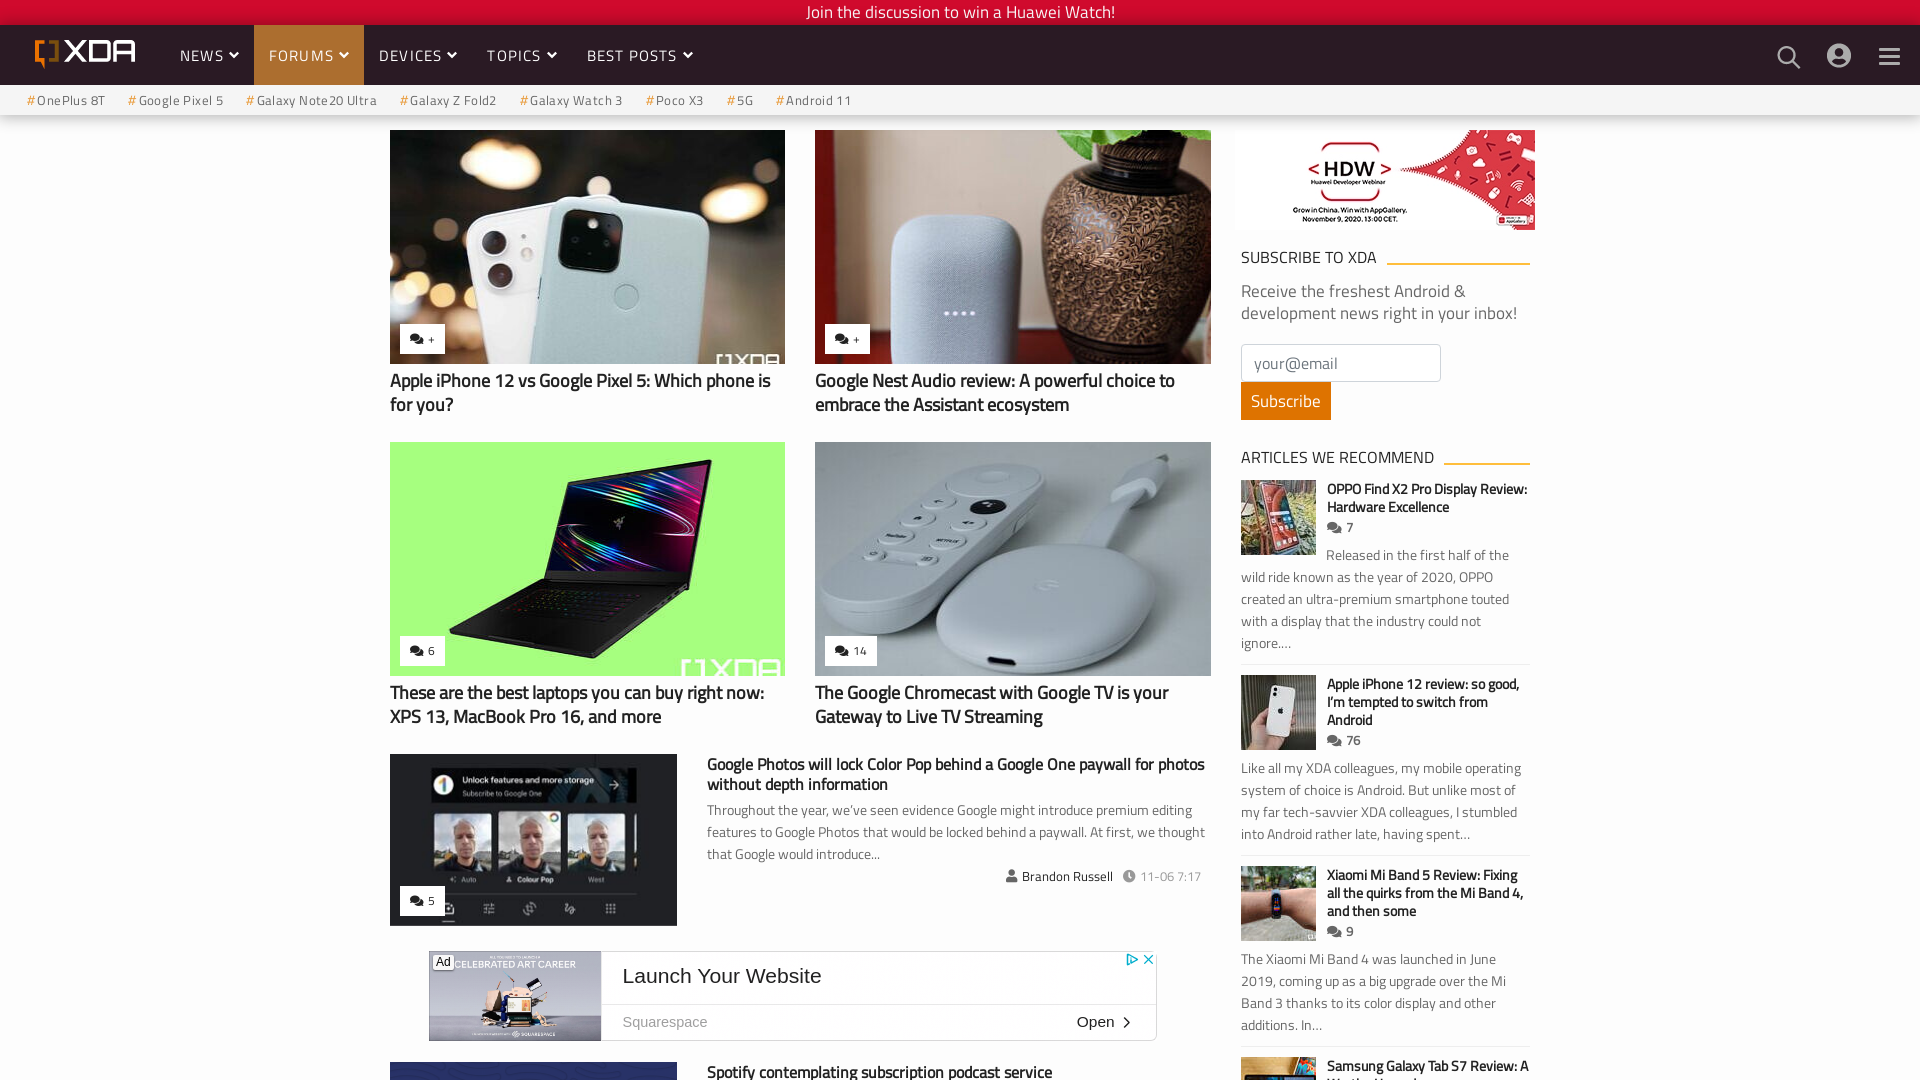 Join the discussion to win a Huawei Watch!
XDA
NEWS
FORUMS
DEVICES
TOPICS
BEST POSTS
#OnePlus 8T
#Google Pixel 5
#Galaxy Note20 Ultra
#Galaxy Z Fold2
#Galaxy Watch 3
#Poco X3
#5G
#Android 11
+
XDA
Apple iPhone 12 vs Google Pixel 5: Which phone is
for you?
+
Google Nest Audio review: A powerful choice to
embrace the Assistant ecosystem
6
XDA
These are the best laptops you can buy right now:
XPS 13, MacBook Pro 16, and more
YouTube
NETFLIX
14
The Google Chromecast with Google TV is your
Gateway to Live TV Streaming
Unlock features and more storage
Subscribe to Google One
Auto
Colour Pop
West
5
Google Photos will lock Color Pop behind a Google One paywall for photos
without depth information
Throughout the year, we’ve seen evidence Google might introduce premium editing
features to Google Photos that would be locked behind a paywall. At first, we thought
that Google would introduce...
Brandon Russell
11-06 7:17
Ad
CELEBRATED ART CAREER
SQUARESPACE
Launch Your Website
Squarespace
Open
Spotify contemplating subscription podcast service
<HDW>
Huawei Developer Webinar
Grow in China. Win with AppGallery.
November 9, 2020. 13:00 CET.
SUBSCRIBE TO XDA
Receive the freshest Android &
development news right in your inbox!
your@email
Subscribe
ARTICLES WE RECOMMEND
OPPO Find X2 Pro Display Review:
Hardware Excellence
7
Released in the first half of the
wild ride known as the year of 2020, OPPO
created an ultra-premium smartphone touted
with a display that the industry could not
ignore.…
Apple iPhone 12 review: so good,
I’m tempted to switch from
Android
76
Like all my XDA colleagues, my mobile operating
system of choice is Android. But unlike most of
my far tech-savvier XDA colleagues, I stumbled
into Android rather late, having spent…
Xiaomi Mi Band 5 Review: Fixing
all the quirks from the Mi Band 4,
and then some
9
The Xiaomi Mi Band 4 was launched in June
2019, coming up as a big upgrade over the Mi
Band 3 thanks to its color display and other
additions. In…
Samsung Galaxy Tab S7 Review: A